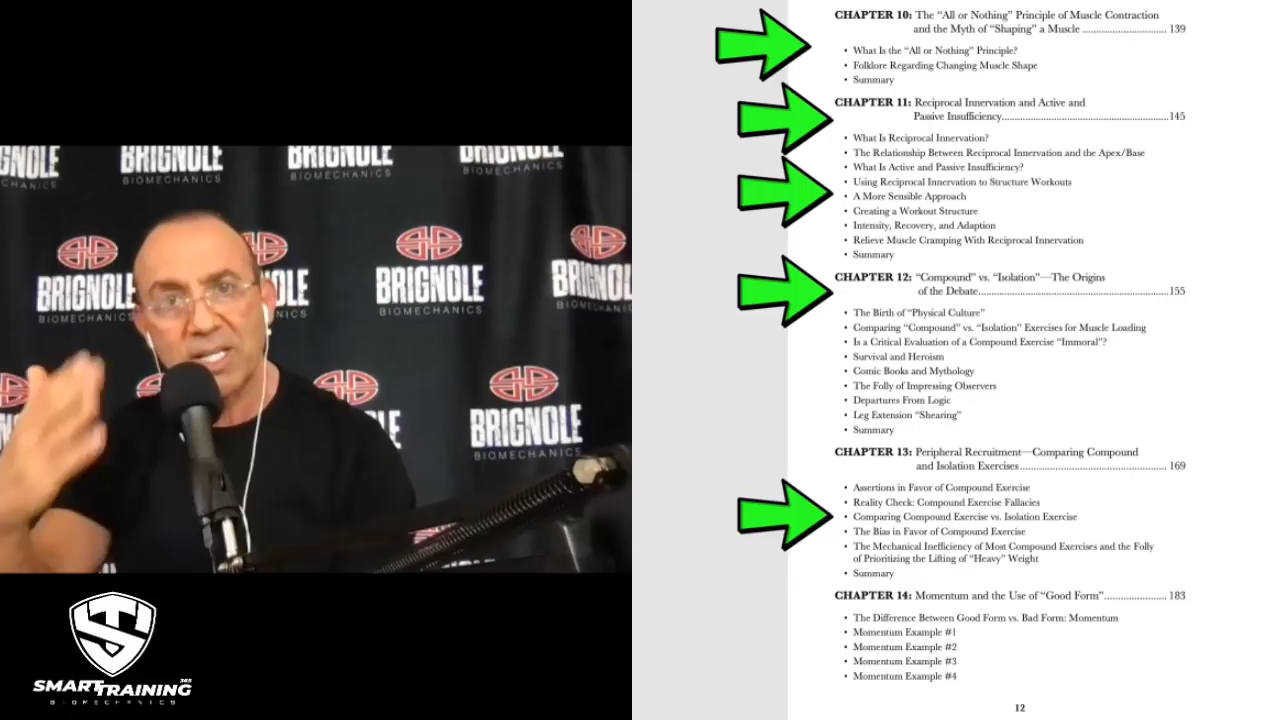 GNOLE
CHANICS
BRIGNOLE
BIOMECHANICS
BRIGNOLE
BIOMECHANICS
BRIGNOLE
BIOMECHANICS
BRIGNOLE
BIOMECHANICS
BRIGNOLE
BIOMECHANICS
BRIGNOLE
BRIGNOLE
BIOMECHANICS
SMART TRAINING 365
BIOMECHANICS
CHAPTER 10: The “All or Nothing” Principle of Muscle Contraction
and the Myth of “Shaping” a Muscle .......................... 139
• What Is the “All or Nothing” Principle?
• Folklore Regarding Changing Muscle Shape
• Summary
CHAPTER 11: Reciprocal Innervation and Active and
Passive Insufficiency.....................................................145
• What Is Reciprocal Innervation?
• The Relationship Between Reciprocal Innervation and the Apex/Base
• What Is Active and Passive Insufficiency?
• Using Reciprocal Innervation to Structure Workouts
• A More Sensible Approach
• Creating a Workout Structure
• Intensity, Recovery, and Adaption
• Relieve Muscle Cramping With Reciprocal Innervation
• Summary
CHAPTER 12: “Compound” vs. “Isolation”—The Origins
of the Debate.............................................................155
• The Birth of “Physical Culture”
• Comparing “Compound” vs. “Isolation” Exercises for Muscle Loading
• Is a Critical Evaluation of a Compound Exercise “Immoral”?
• Survival and Heroism
• Comic Books and Mythology
• The Folly of Impressing Observers
• Departures From Logic
• Leg Extension “Shearing”
• Summary
CHAPTER 13: Peripheral Recruitment—Comparing Compound
and Isolation Exercises............................................... 169
• Assertions in Favor of Compound Exercise
• Reality Check: Compound Exercise Fallacies
• Comparing Compound Exercise vs. Isolation Exercise
• The Bias in Favor of Compound Exercise
• The Mechanical Inefficiency of Most Compound Exercises and the Folly
of Prioritizing the Lifting of “Heavy” Weight
• Summary
CHAPTER 14: Momentum and the Use of “Good Form”.................... 183
• The Difference Between Good Form vs. Bad Form: Momentum
• Momentum Example #1
• Momentum Example #2
• Momentum Example #3
• Momentum Example #4
12